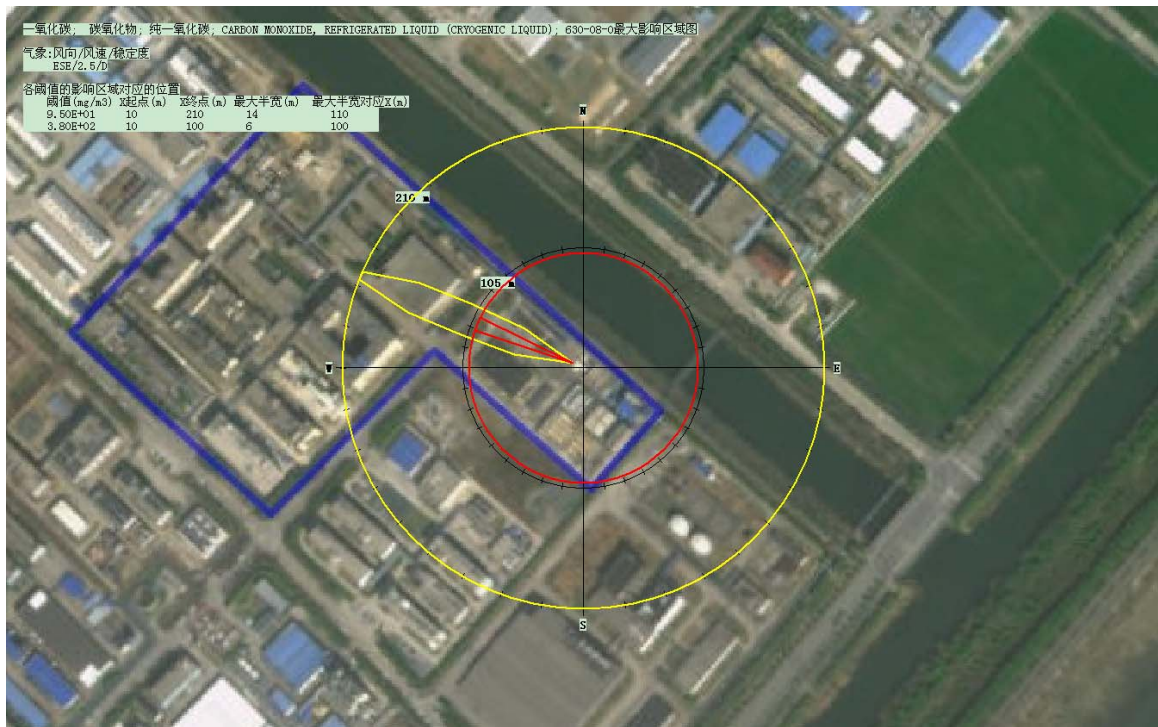 一氧化碳; 碳氧化物; 纯一氧化碳; CARBON MONOXIDE, REFRIGERATED LIQUID (CRYOGENIC LIQUID); 630-08-0最大影响区域图
气象:风向/风速/稳定度
ESE/2.5/D
各阈值的影响区域对应的位置
阈值(mg/m3) X起点(m) X终点(m) 最大半宽(m) 最大半宽对应X(m)
9.50E+01 10 210 14 110
3.80E+02 10 100 6 100
N
210 m
105 m
W
E
S